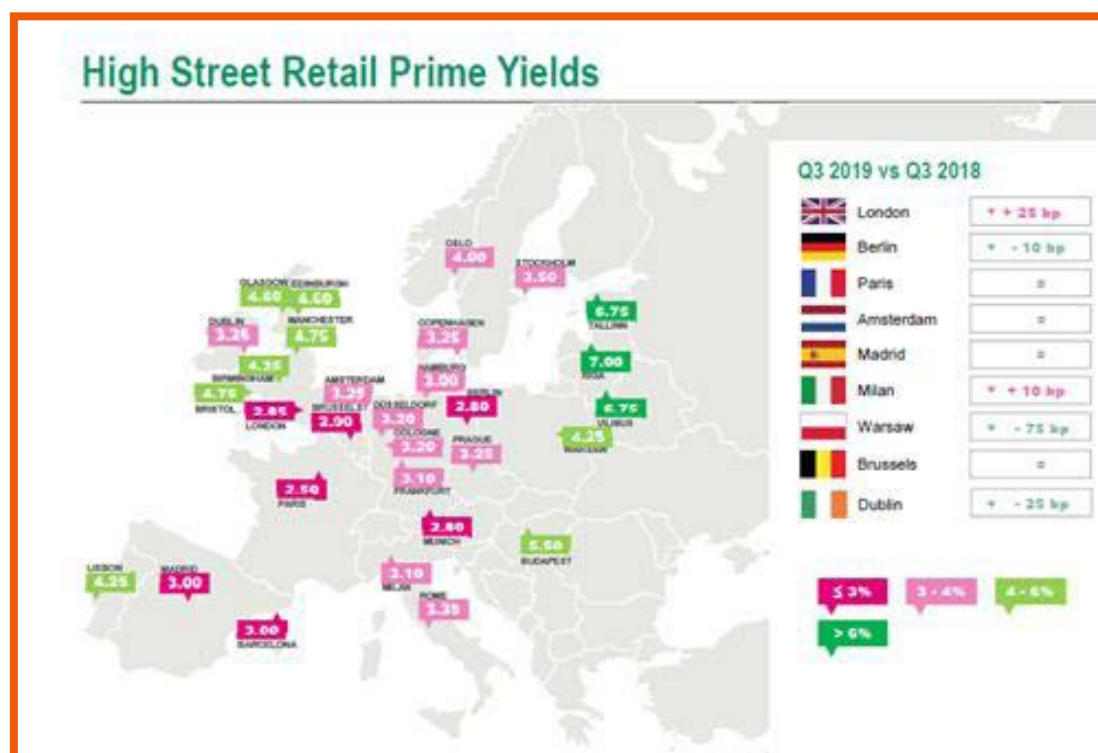 High Street Retail Prime Yields
Q3 2019 vs Q3 2018
London + 25 bp
Berlin - 10 bp
Paris =
Amsterdam =
Madrid =
Milan + 10 bp
Warsaw - 75 bp
Brussels =
Dublin - 25 bp
≤ 3%
3 - 4%
4 - 6%
> 6%
OSLO
4.00
STOCKHOLM
3.50
GLASGOW
4.60
EDINBURGH
4.60
DUBLIN
3.25
MANCHESTER
4.75
COPENHAGEN
3.25
6.75
TALLINN
7.00
RIGA
6.75
VILNIUS
4.35
BIRMINGHAM
4.75
BRISTOL
2.85
LONDON
AMSTERDAM
3.25
BRUSSELS
2.90
HAMBURG
3.00
BERLIN
2.80
DÜSSELDORF
3.20
COLOGNE
3.20
PRAGUE
3.25
4.25
WARSAW
3.10
FRANKFURT
2.50
PARIS
2.80
MUNICH
5.50
BUDAPEST
LISBON
4.25
MADRID
3.00
3.00
BARCELONA
3.10
MILAN
ROME
3.35